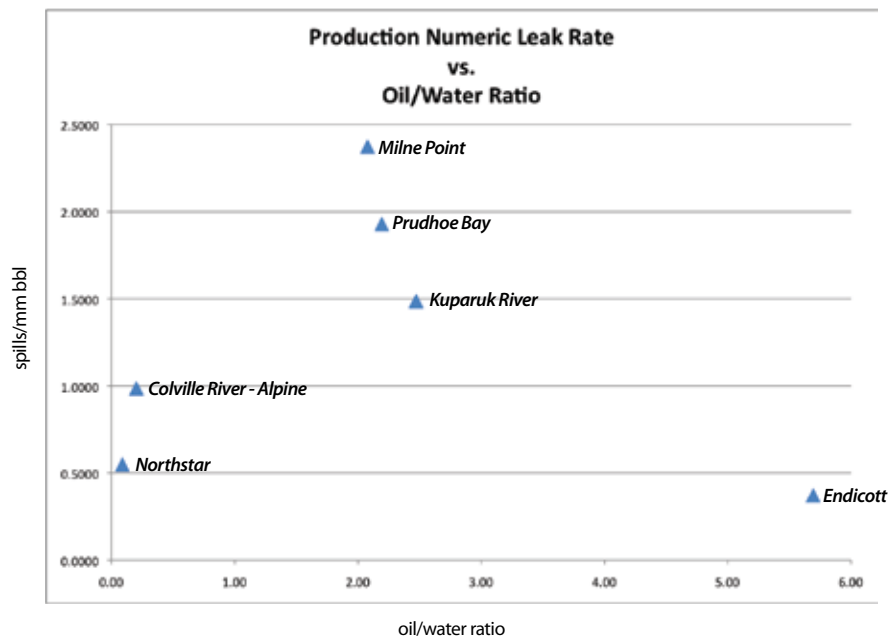 Production Numeric Leak Rate
vs.
Oil/Water Ratio
2.5000
Milne Point
2.0000
Prudhoe Bay
1.5000
Kuparuk River
spills/mm bbl
1.0000
Colville River - Alpine
0.5000
Northstar
Endicott
0.0000
0.00 1.00 2.00 3.00 4.00 5.00 6.00
oil/water ratio